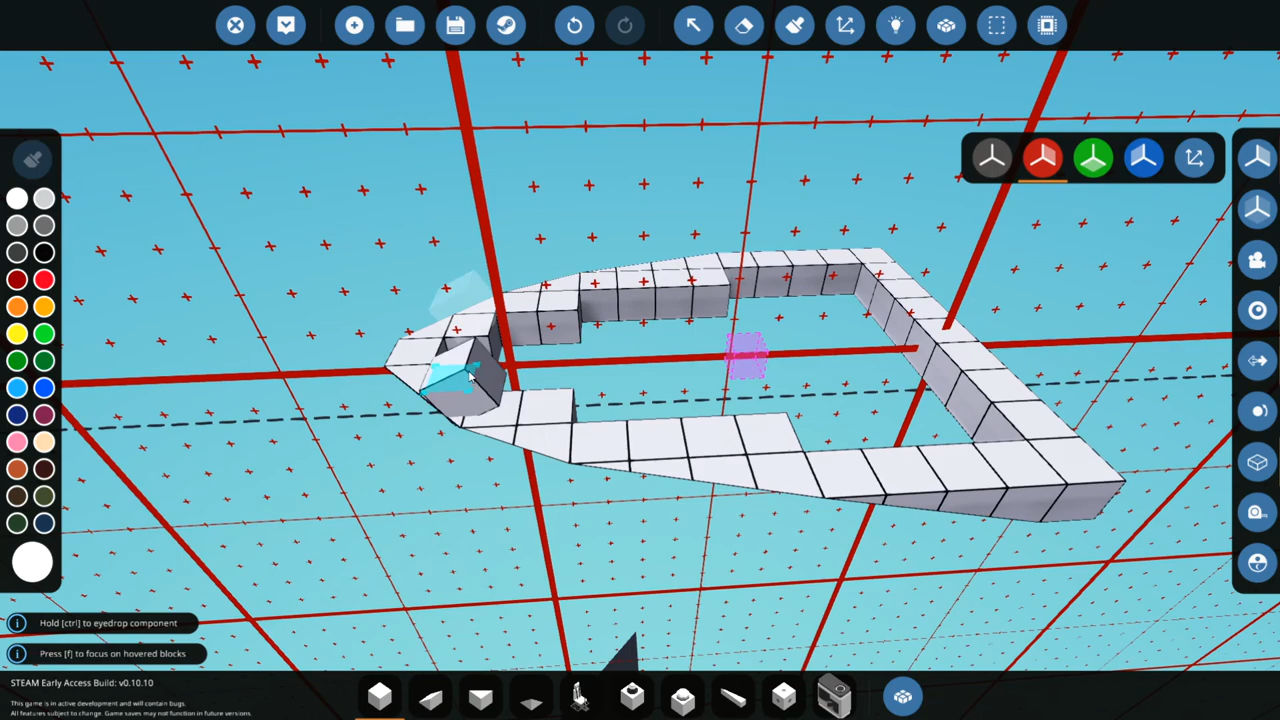 Hold [ctrl] to eyedrop component
Press [f] to focus on hovered blocks
STEAM Early Access Build: v0.10.10
This game is in active development and will contain bugs.
All features subject to change. Game saves may not function in future versions